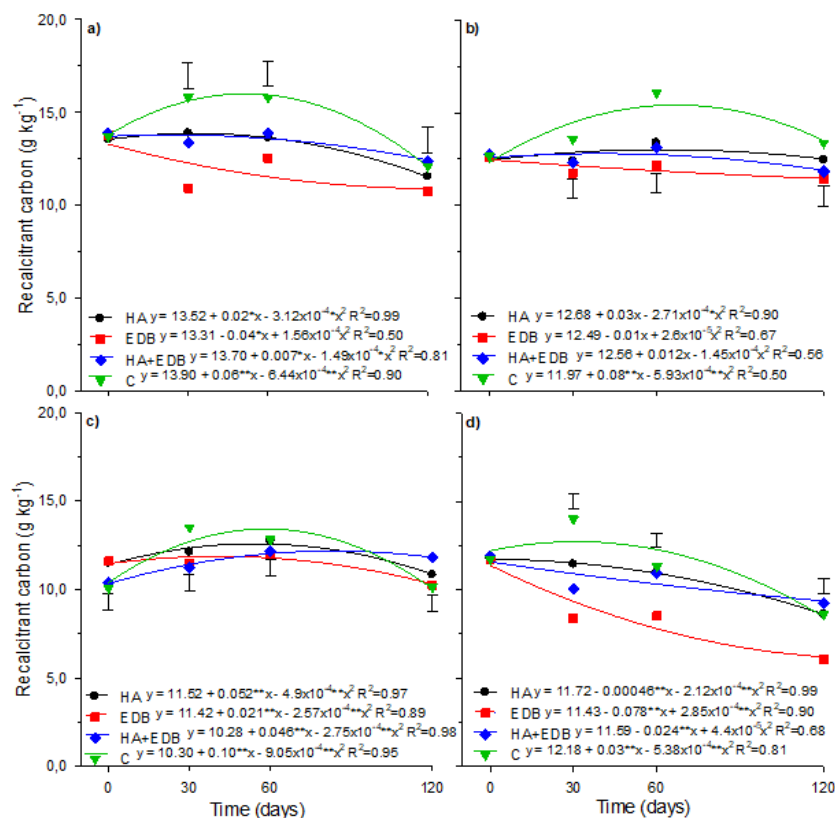 20,0
15,0
10,0
5,0
0,0
Recalcitrant carbon (g kg⁻¹)
a)
HA y = 13.52 + 0.02*x - 3.12x10⁻⁴*x² R²=0.99
EDB y = 13.31 -0.04*x + 1.56x10⁻⁴x² R²=0.50
HA+EDB y = 13.70 + 0.007*x - 1.49x10⁻⁴*x² R²=0.81
C y = 13.90 + 0.06**x - 6.44x10⁻⁴**x² R²=0.90
b)
HA y = 12.68 + 0.03x - 2.71x10⁻⁴*x² R²=0.90
EDB y = 12.49 - 0.01x + 2.6x10⁻⁵x² R²=0.67
HA+EDB y = 12.56 + 0.012x - 1.45x10⁻⁴x² R²=0.56
C y = 11.97 + 0.08**x - 5.93x10⁻⁴**x² R²=0.50
20,0
15,0
10,0
5,0
0,0
Recalcitrant carbon (g kg⁻¹)
c)
HA y = 11.52 + 0.052**x - 4.9x10⁻⁴**x² R²=0.97
EDB y = 11.42 + 0.021**x - 2.57x10⁻⁴**x² R²=0.89
HA+EDB y = 10.28 + 0.046**x - 2.75x10⁻⁴**x² R²=0.98
C y = 10.30 + 0.10**x - 9.05x10⁻⁴**x² R²=0.95
0 30 60 120
Time (days)
d)
HA y = 11.72 - 0.00046**x - 2.12x10⁻⁴**x² R²=0.99
EDB y = 11.43 -0.078**x + 2.85x10⁻⁴**x² R²=0.90
HA+EDB y = 11.59 -0.024**x + 4.4x10⁻⁵x² R²=0.68
C y = 12.18 + 0.03**x - 5.38x10⁻⁴**x² R²=0.81
0 30 60 120
Time (days)